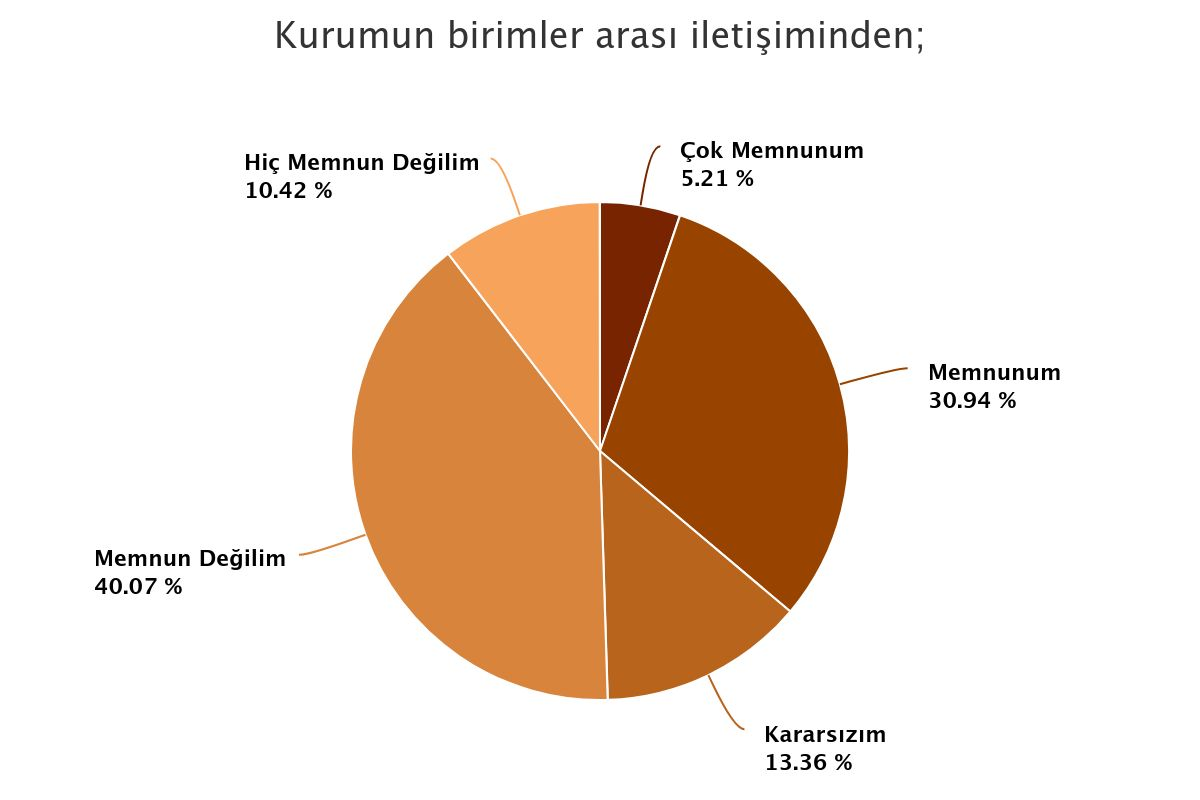 Kurumun birimler arası iletişiminden;
Hiç Memnun Değilim
10.42 %
Çok Memnunum
5.21 %
Memnunum
30.94 %
Memnun Değilim
40.07 %
Kararsızım
13.36 %